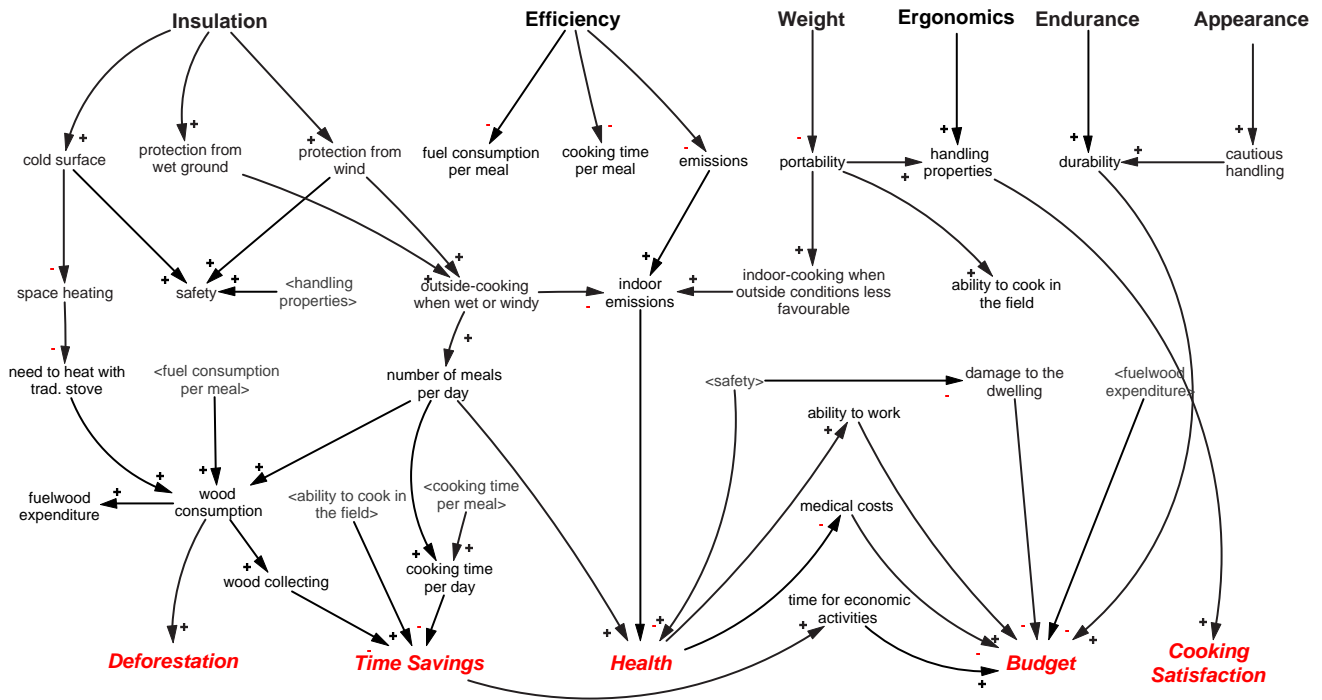 Insulation
Efficiency
Weight
Ergonomics
Endurance
Appearance
cold surface
protection from
wet ground
protection from
wind
fuel consumption
per meal
cooking time
per meal
emissions
portability
handling
properties
durability
cautious
handling
space heating
safety
<handling
properties>
outside-cooking
when wet or windy
indoor
emissions
indoor-cooking when
outside conditions less
favourable
ability to cook in
the field
need to heat with
trad. stove
<fuel consumption
per meal>
number of meals
per day
<safety>
damage to the
dwelling
<fuelwood
expenditure>
ability to work
fuelwood
expenditure
wood
consumption
<ability to cook in
the field>
<cooking time
per meal>
medical costs
wood collecting
cooking time
per day
time for economic
activities
Deforestation
Time Savings
Health
Budget
Cooking
Satisfaction